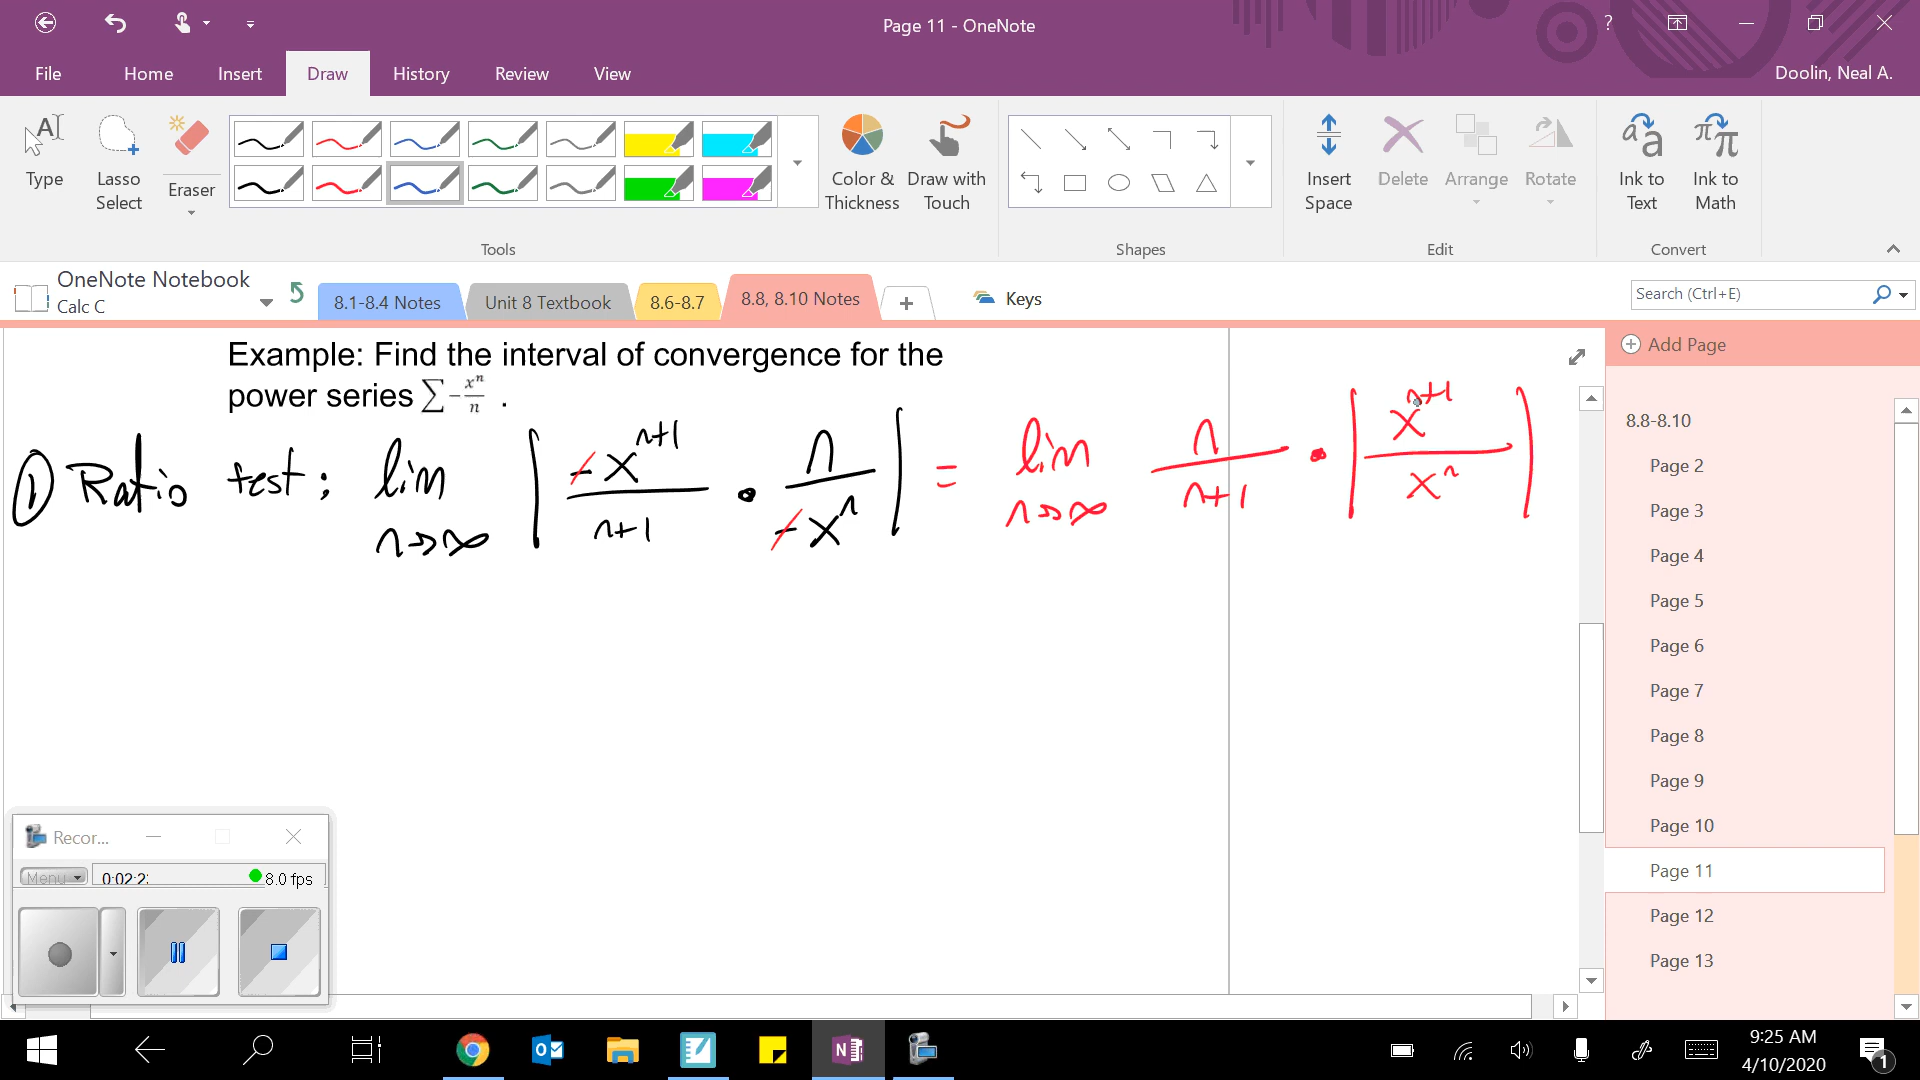 Page 11 - OneNote
?
File Home Insert Draw History Review View
Doolin, Neal A.
Type
Lasso Select
Eraser
Color & Thickness
Draw with Touch
Insert Space
Delete
Arrange
Rotate
Ink to Text
Ink to Math
Tools
Shapes
Edit
Convert
OneNote Notebook
Calc C
8.1-8.4 Notes
Unit 8 Textbook
8.6-8.7
8.8, 8.10 Notes
+
Keys
Search (Ctrl+E)
Example: Find the interval of convergence for the
power series ∑ -xⁿ/n .
① Ratio test: lim n→∞ | -xⁿ⁺¹/n+1 • n/-xⁿ | = lim n→∞ n/n+1 • | xⁿ⁺¹/xⁿ |
Add Page
8.8-8.10
Page 2
Page 3
Page 4
Page 5
Page 6
Page 7
Page 8
Page 9
Page 10
Page 11
Page 12
Page 13
Recor...
Menu
0:02:2
8.0 fps
9:25 AM
4/10/2020
1